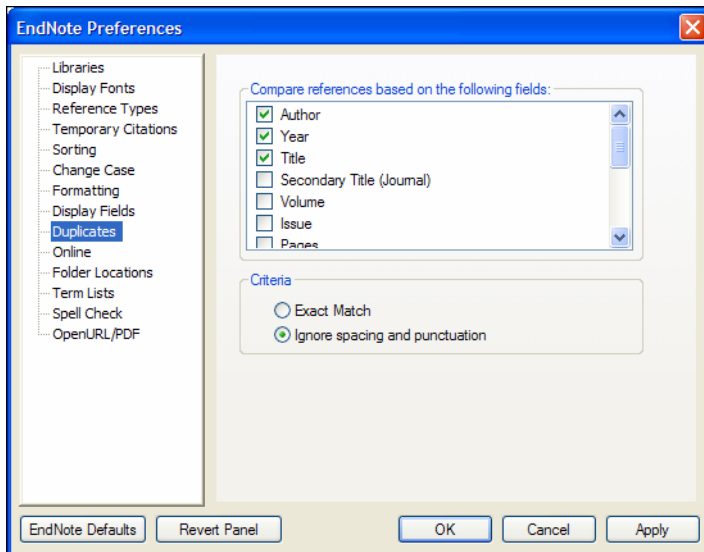 EndNote Preferences
Libraries
Display Fonts
Reference Types
Temporary Citations
Sorting
Change Case
Formatting
Display Fields
Duplicates
Online
Folder Locations
Term Lists
Spell Check
OpenURL/PDF
Compare references based on the following fields:
Author
Year
Title
Secondary Title (Journal)
Volume
Issue
Pages
Criteria
Exact Match
Ignore spacing and punctuation
EndNote Defaults
Revert Panel
OK
Cancel
Apply